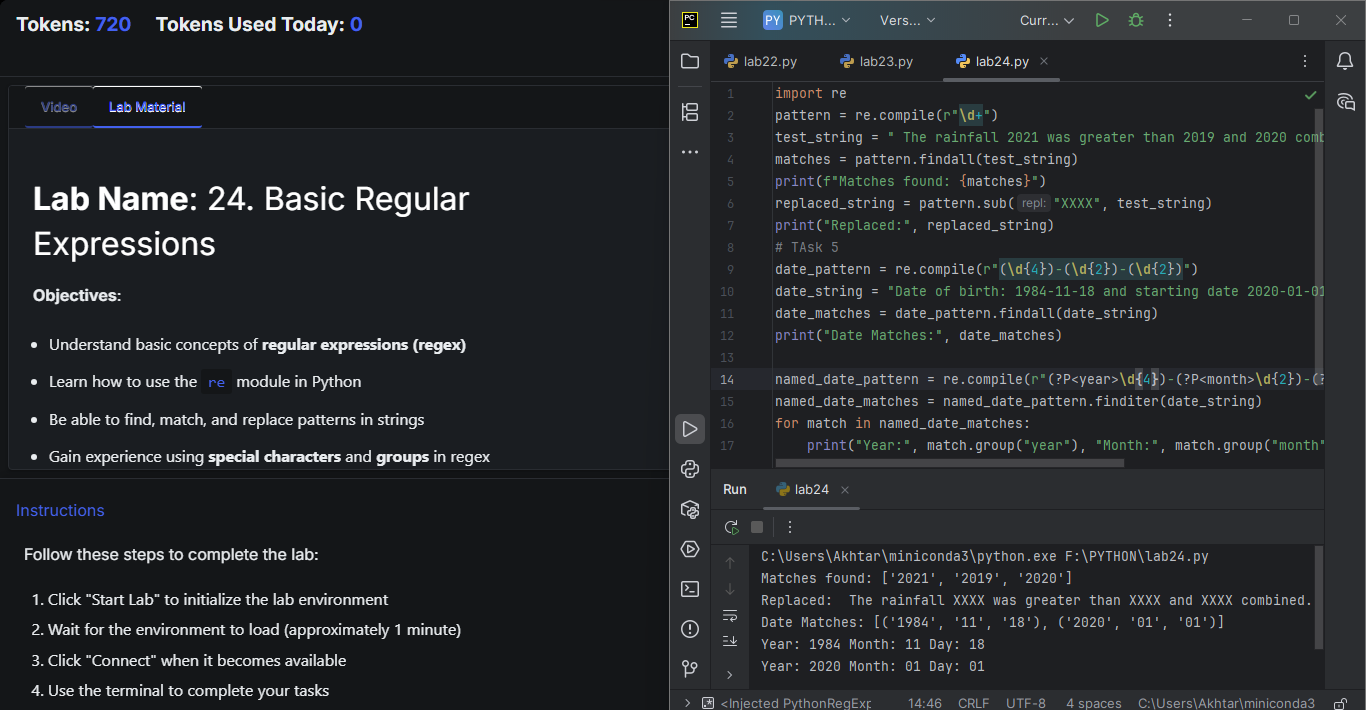 Tokens: 720 Tokens Used Today: 0
Video Lab Material
Lab Name: 24. Basic Regular
Expressions
Objectives:
Understand basic concepts of regular expressions (regex)
Learn how to use the re module in Python
Be able to find, match, and replace patterns in strings
Gain experience using special characters and groups in regex
Instructions
Follow these steps to complete the lab:
1. Click "Start Lab" to initialize the lab environment
2. Wait for the environment to load (approximately 1 minute)
3. Click "Connect" when it becomes available
4. Use the terminal to complete your tasks
PC PY PYTH... Vers... Curr...
lab22.py lab23.py lab24.py
1 import re
2 pattern = re.compile(r"\d+")
3 test_string = " The rainfall 2021 was greater than 2019 and 2020 comb
4 matches = pattern.findall(test_string)
5 print(f"Matches found: {matches}")
6 replaced_string = pattern.sub( repl: "XXXX", test_string)
7 print("Replaced:", replaced_string)
8 # TAsk 5
9 date_pattern = re.compile(r"(\d{4})-(\d{2})-(\d{2})")
10 date_string = "Date of birth: 1984-11-18 and starting date 2020-01-01
11 date_matches = date_pattern.findall(date_string)
12 print("Date Matches:", date_matches)
13
14 named_date_pattern = re.compile(r"(?P<year>\d{4})-(?P<month>\d{2})-(?
15 named_date_matches = named_date_pattern.finditer(date_string)
16 for match in named_date_matches:
17 print("Year:", match.group("year"), "Month:", match.group("month"
Run lab24
C:\Users\Akhtar\miniconda3\python.exe F:\PYTHON\lab24.py
Matches found: ['2021', '2019', '2020']
Replaced:  The rainfall XXXX was greater than XXXX and XXXX combined.
Date Matches: [('1984', '11', '18'), ('2020', '01', '01')]
Year: 1984 Month: 11 Day: 18
Year: 2020 Month: 01 Day: 01
<Injected PythonRegExp 14:46 CRLF UTF-8 4 spaces C:\Users\Akhtar\miniconda3